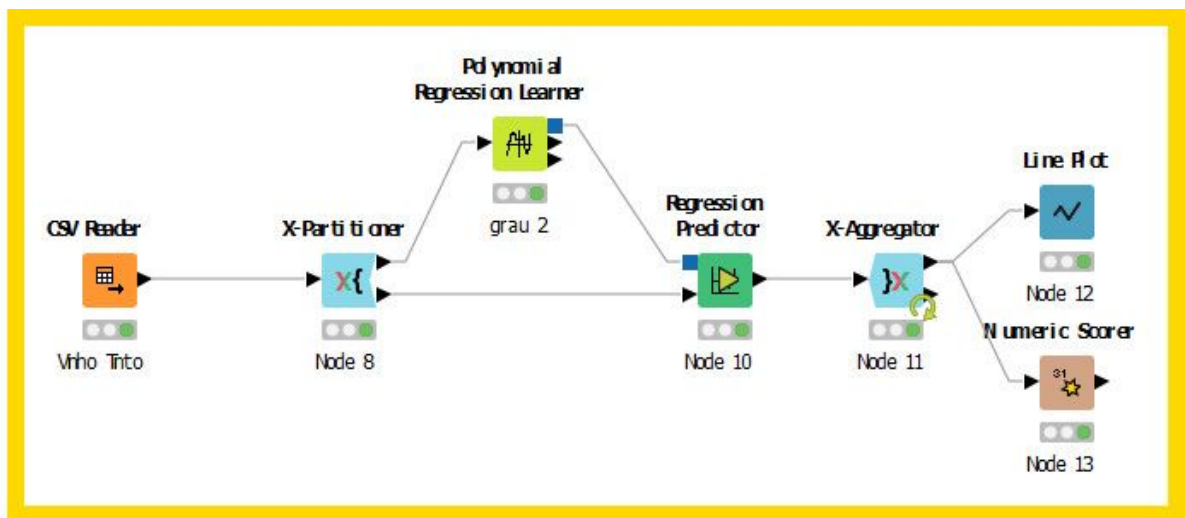 Polynomial
Regression Learner
grau 2
CSV Reader
Vinho Tinto
X-Partitioner
X{
Node 8
Regression
Predictor
Node 10
X-Aggregator
}X
Node 11
Line Plot
Node 12
Numeric Scorer
31
Node 13